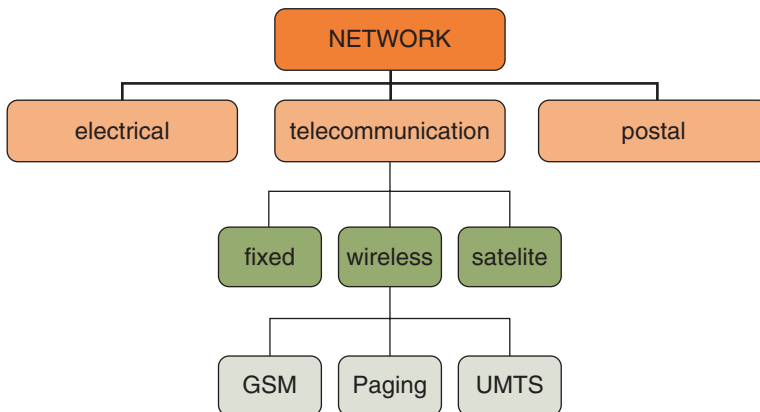 NETWORK
electrical
telecommunication
postal
fixed
wireless
satelite
GSM
Paging
UMTS